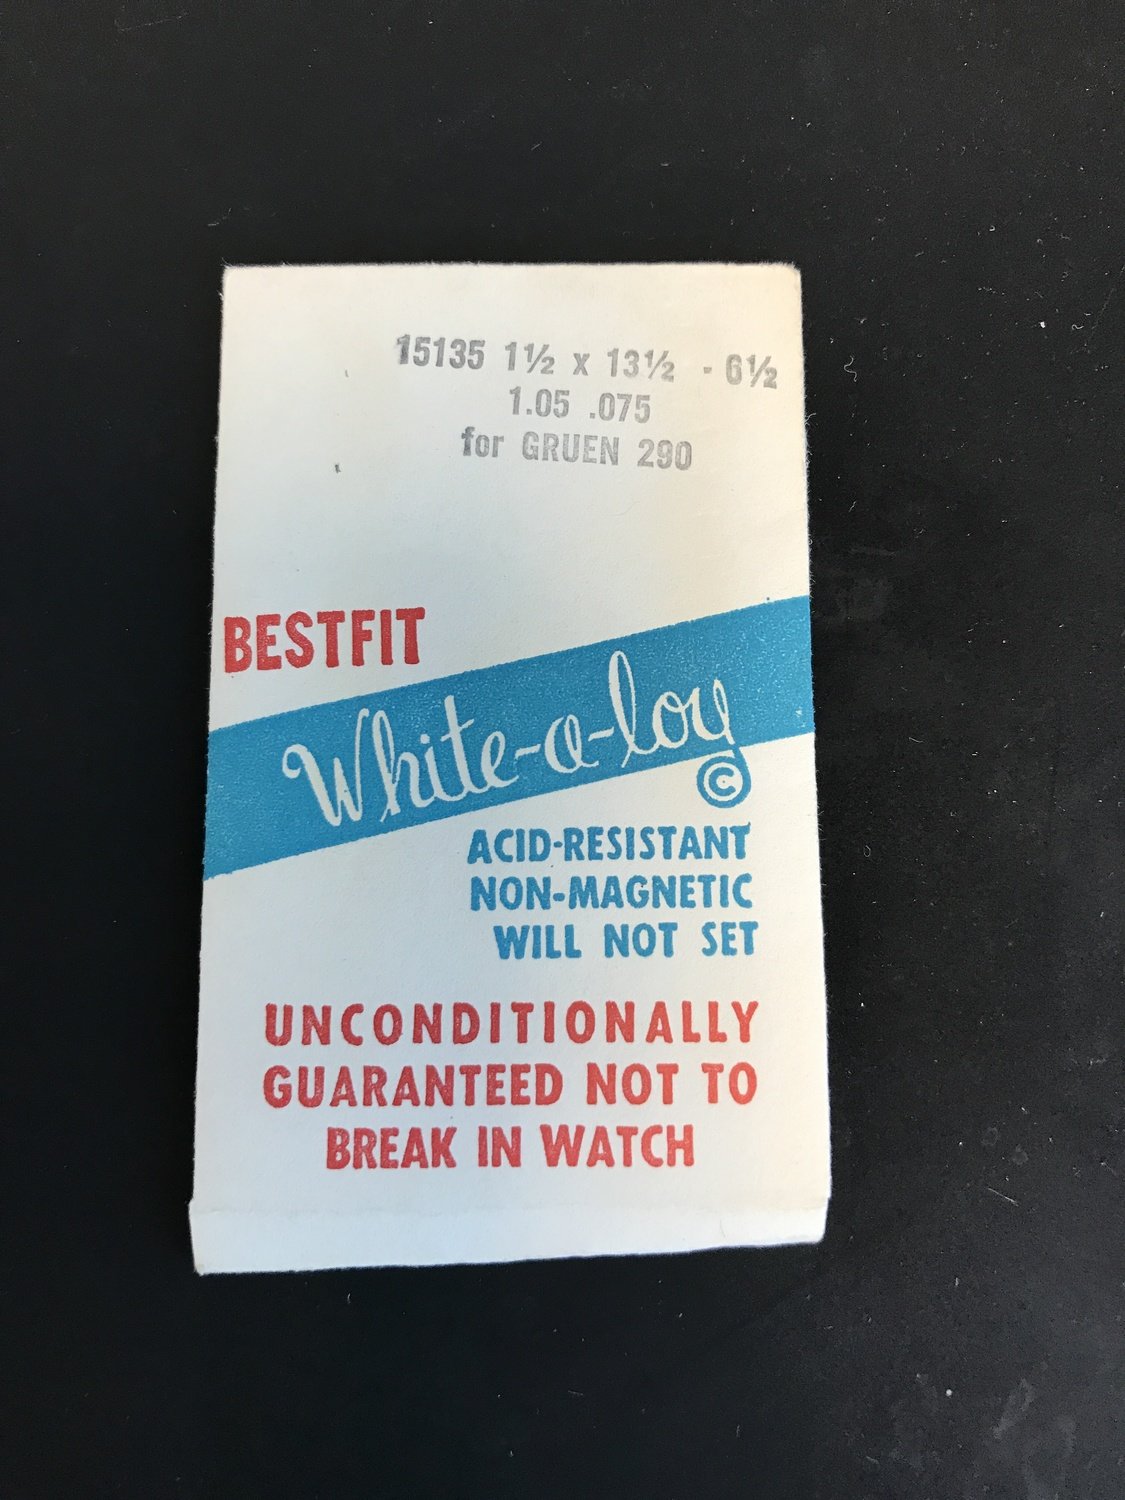 15135 1½ x 13½ - 6½
1.05 .075
for GRUEN 290
BESTFIT
White-a-loy
©
ACID-RESISTANT
NON-MAGNETIC
WILL NOT SET
UNCONDITIONALLY
GUARANTEED NOT TO
BREAK IN WATCH